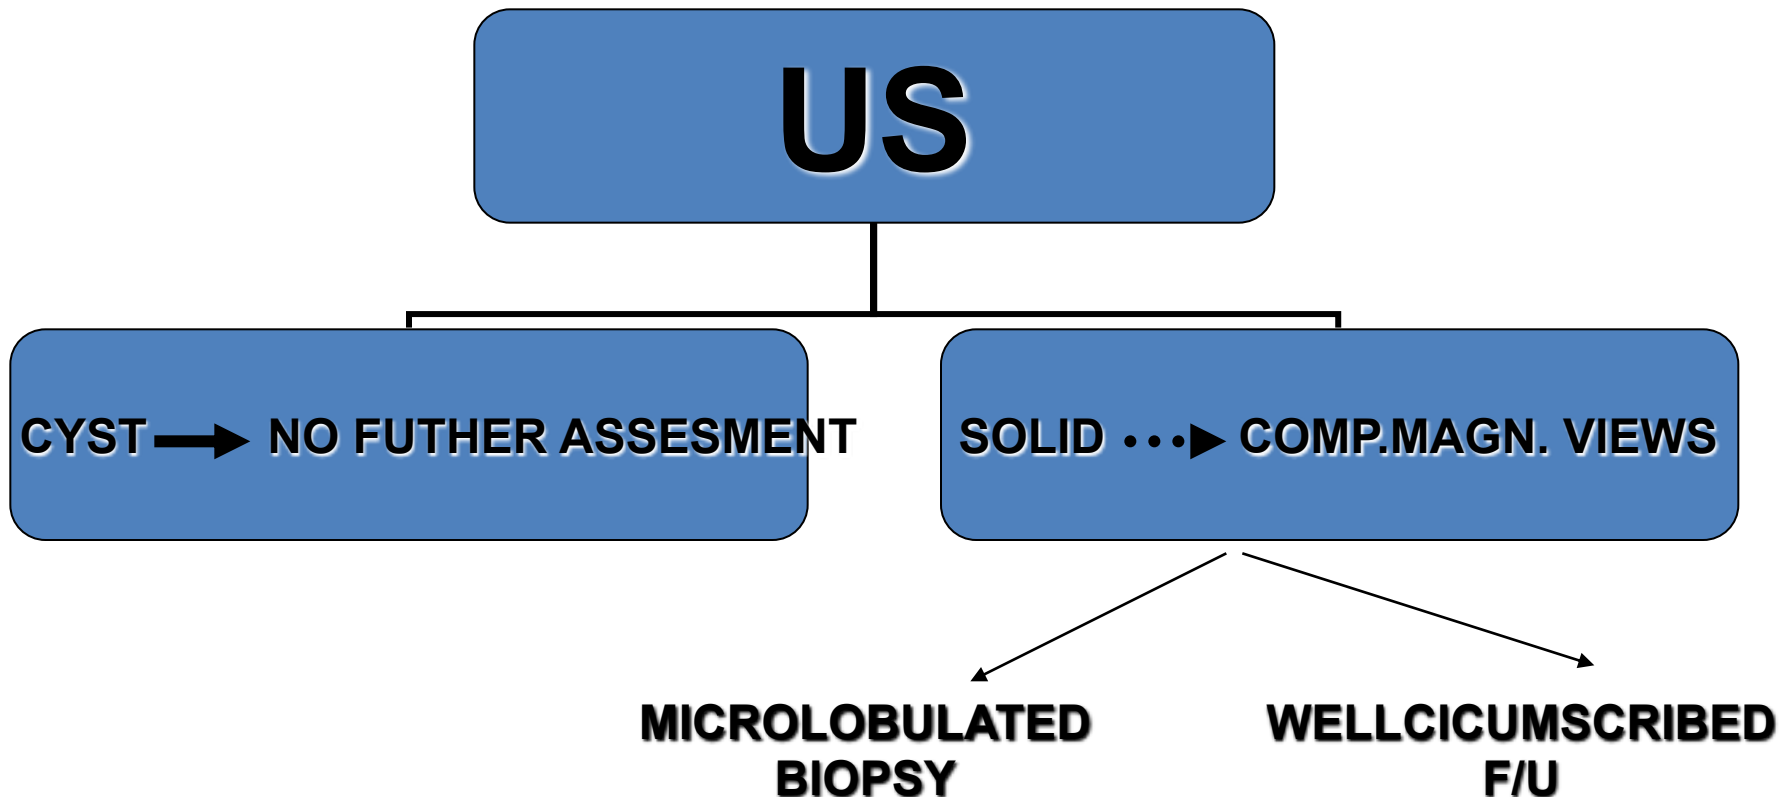 US
CYST NO FUTHER ASSESMENT
SOLID COMP.MAGN. VIEWS
MICROLOBULATED
BIOPSY
WELLCICUMSCRIBED
F/U